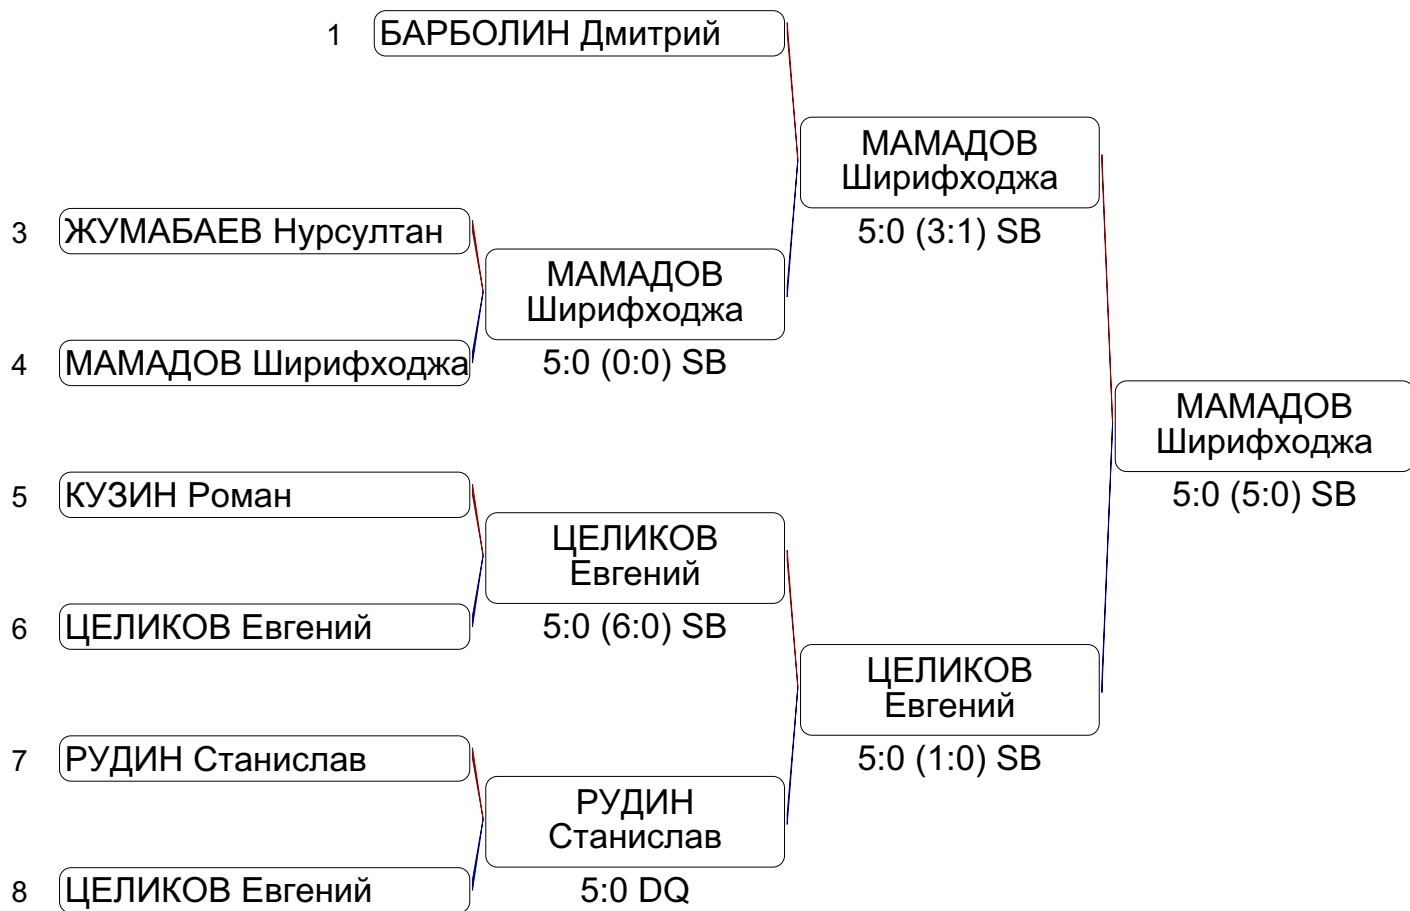 1 БАРБОЛИН Дмитрий
МАМАДОВ
Ширифходжа
5:0 (3:1) SB
3 ЖУМАБАЕВ Нурсултан
МАМАДОВ
Ширифходжа
5:0 (0:0) SB
4 МАМАДОВ Ширифходжа
МАМАДОВ
Ширифходжа
5:0 (5:0) SB
5 КУЗИН Роман
ЦЕЛИКОВ
Евгений
5:0 (6:0) SB
6 ЦЕЛИКОВ Евгений
ЦЕЛИКОВ
Евгений
5:0 (1:0) SB
7 РУДИН Станислав
РУДИН
Станислав
5:0 DQ
8 ЦЕЛИКОВ Евгений